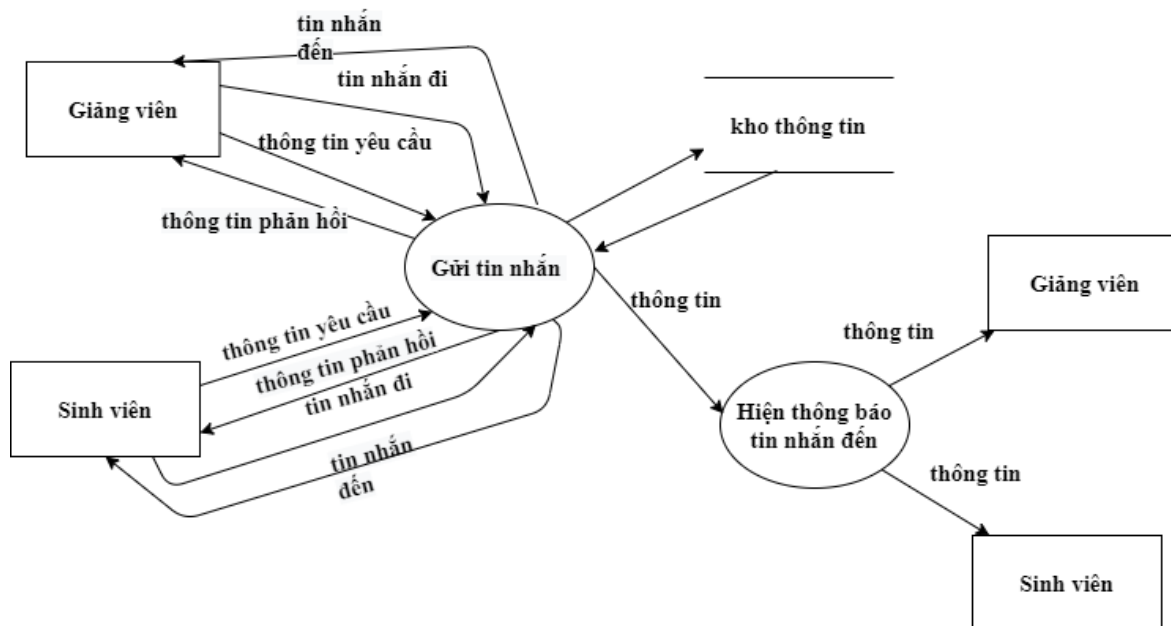 tin nhắn
đến
tin nhắn đi
Giảng viên
thông tin yêu cầu
kho thông tin
thông tin phản hồi
Gửi tin nhắn
Giảng viên
thông tin
thông tin yêu cầu
thông tin
thông tin phản hồi
tin nhắn đi
Sinh viên
Hiện thông báo
tin nhắn đến
tin nhắn
đến
thông tin
Sinh viên